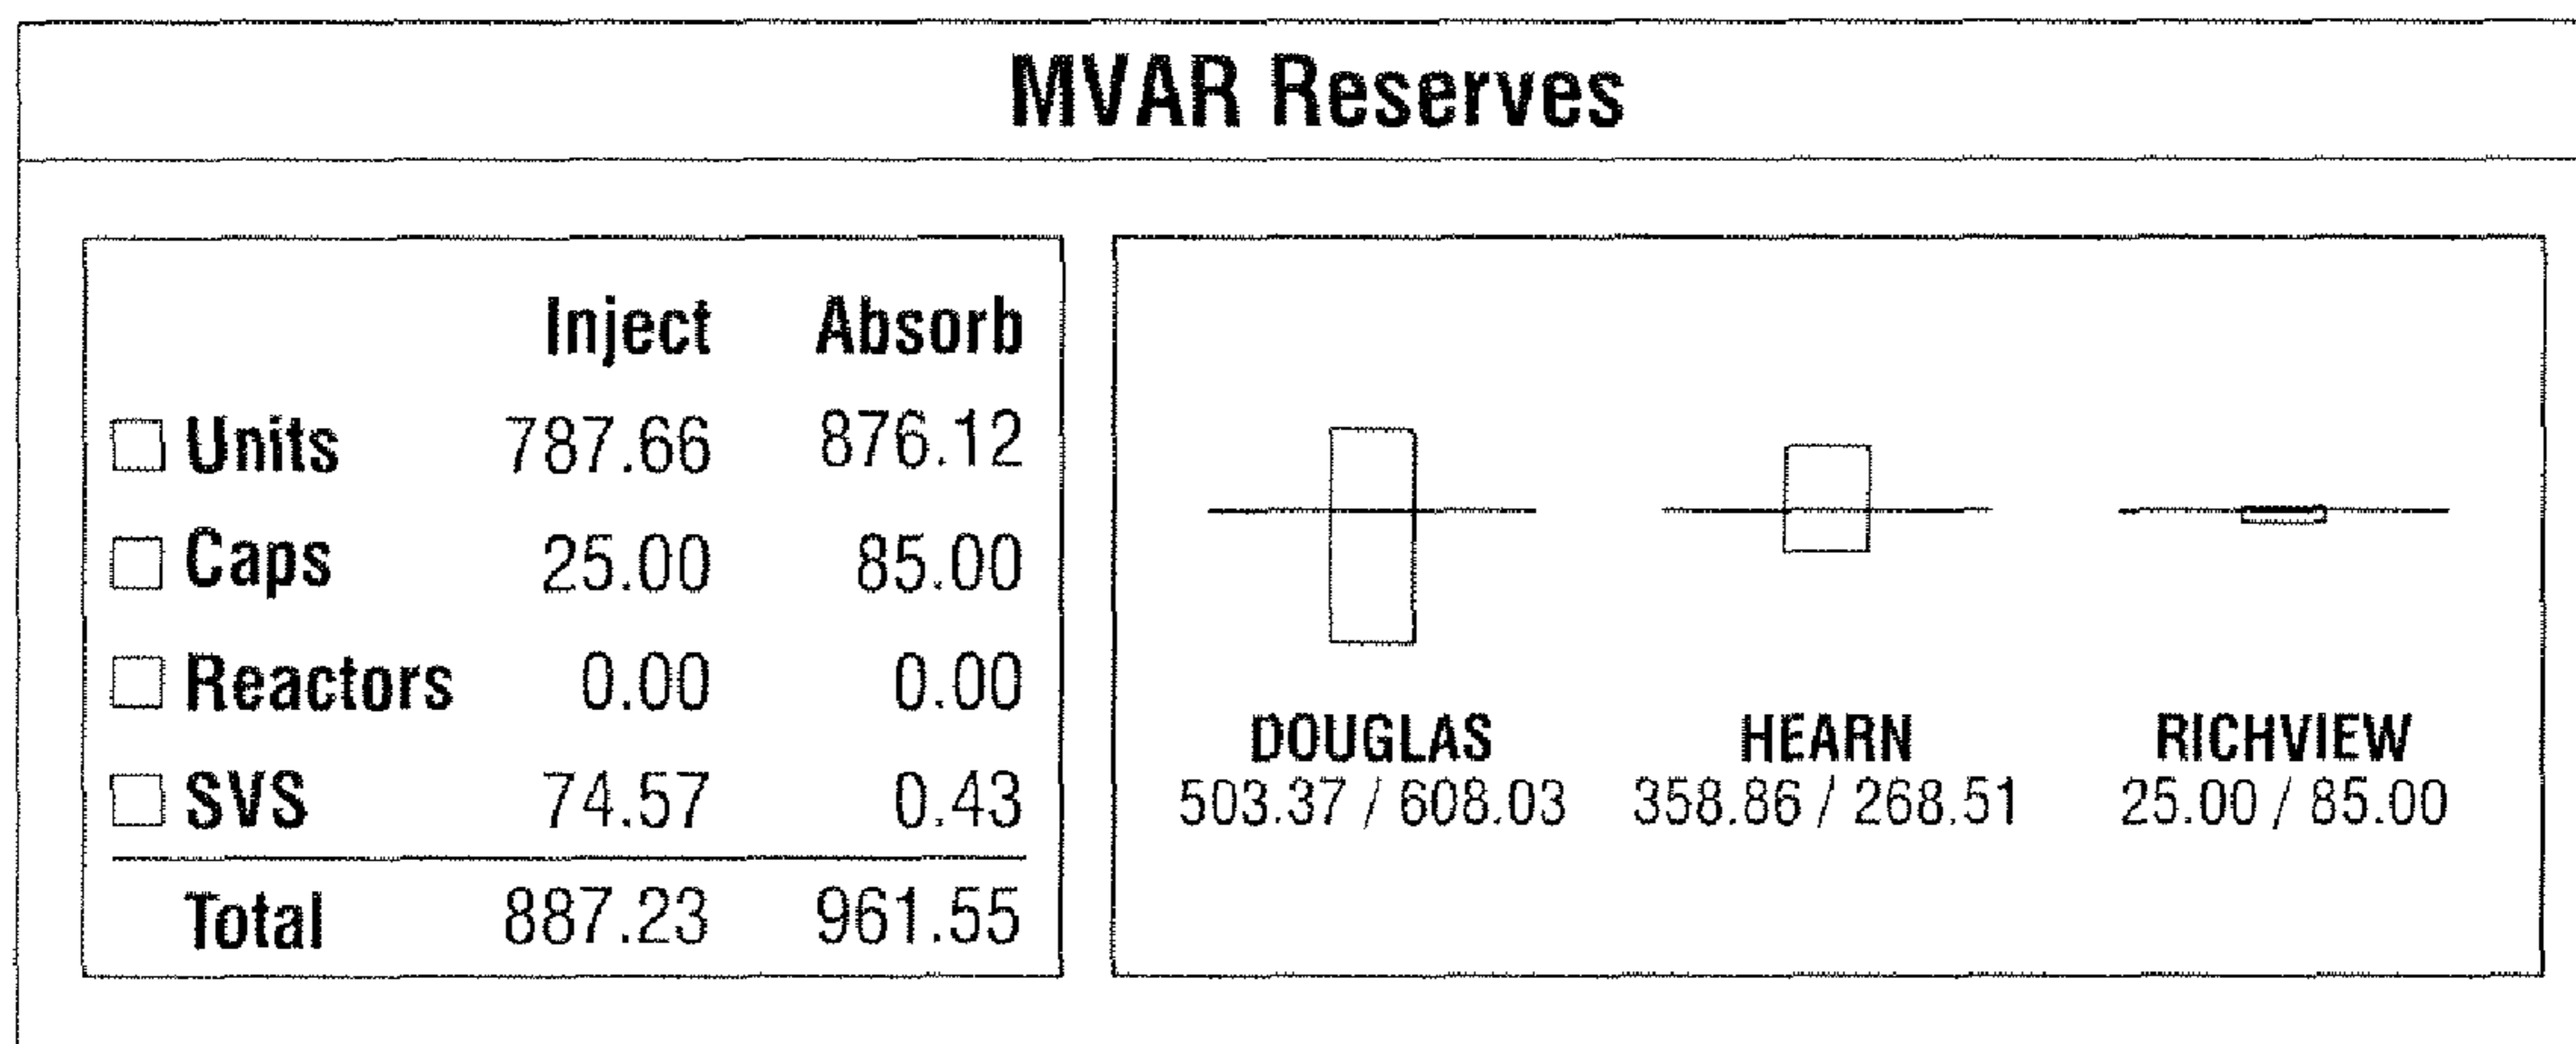 MVAR Reserves
Inject Absorb
Units 787.66 876.12
Caps 25.00 85.00
Reactors 0.00 0.00
SVS 74.57 0.43
Total 887.23 961.55
DOUGLAS HEARN RICHVIEW
503.37 / 608.03 358.86 / 268.51 25.00 / 85.00